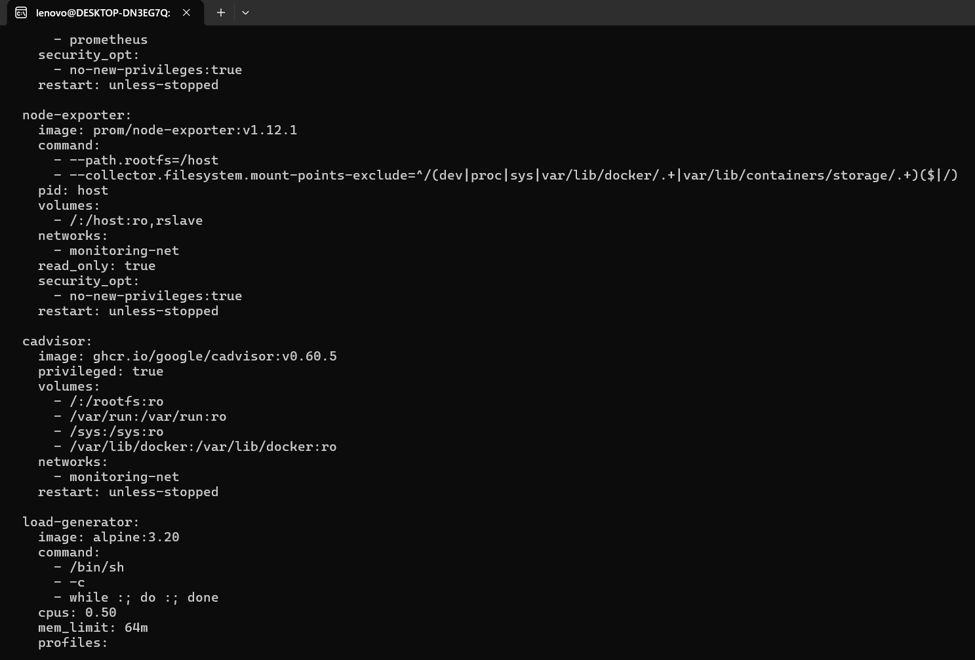 lenovo@DESKTOP-DN3EG7Q:
      - prometheus
    security_opt:
      - no-new-privileges:true
    restart: unless-stopped

  node-exporter:
    image: prom/node-exporter:v1.12.1
    command:
      - --path.rootfs=/host
      - --collector.filesystem.mount-points-exclude=^/(dev|proc|sys|var/lib/docker/.+|var/lib/containers/storage/.+)($|/)
    pid: host
    volumes:
      - /:/host:ro,rslave
    networks:
      - monitoring-net
    read_only: true
    security_opt:
      - no-new-privileges:true
    restart: unless-stopped

  cadvisor:
    image: ghcr.io/google/cadvisor:v0.60.5
    privileged: true
    volumes:
      - /:/rootfs:ro
      - /var/run:/var/run:ro
      - /sys:/sys:ro
      - /var/lib/docker:/var/lib/docker:ro
    networks:
      - monitoring-net
    restart: unless-stopped

  load-generator:
    image: alpine:3.20
    command:
      - /bin/sh
      - -c
      - while :; do :; done
    cpus: 0.50
    mem_limit: 64m
    profiles: